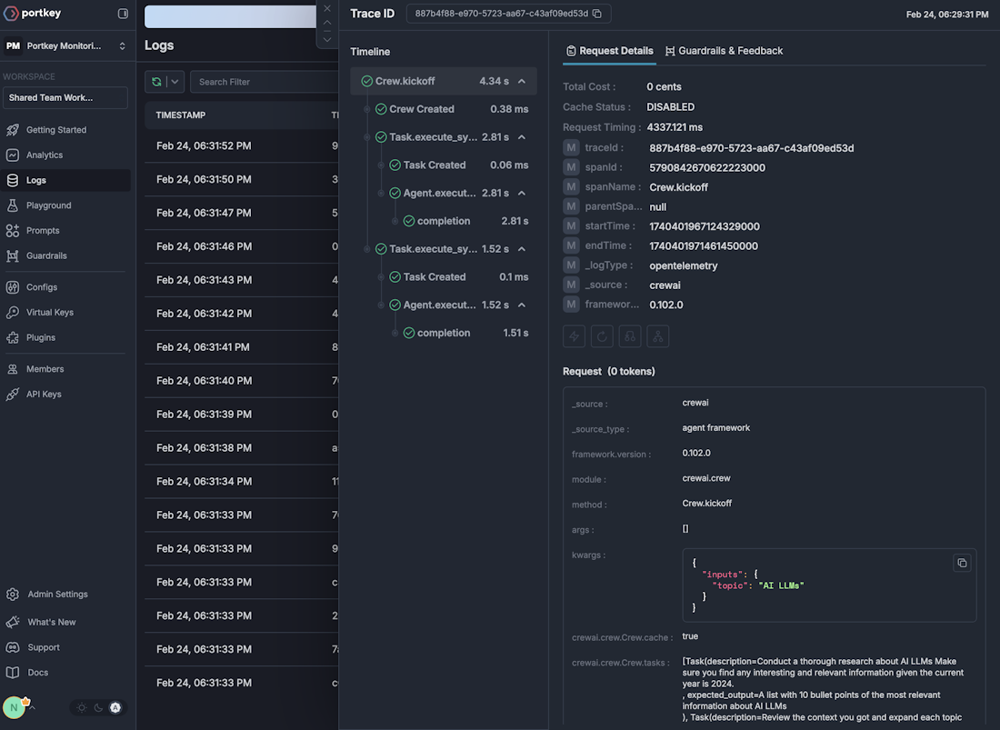 portkey
PM Portkey Monitori...
WORKSPACE
Shared Team Work...
Getting Started
Analytics
Logs
Playground
Prompts
Guardrails
Configs
Virtual Keys
Plugins
Members
API Keys
Admin Settings
What's New
Support
Docs
N
A
Logs
Search Filter
TIMESTAMP
Feb 24, 06:31:52 PM 9
Feb 24, 06:31:50 PM 3
Feb 24, 06:31:47 PM 5
Feb 24, 06:31:46 PM 0
Feb 24, 06:31:43 PM 4
Feb 24, 06:31:42 PM 4
Feb 24, 06:31:41 PM 8
Feb 24, 06:31:40 PM
Feb 24, 06:31:39 PM 0
Feb 24, 06:31:38 PM a
Feb 24, 06:31:34 PM 11
Feb 24, 06:31:33 PM
Feb 24, 06:31:33 PM 9
Feb 24, 06:31:33 PM c
Feb 24, 06:31:33 PM 2
Feb 24, 06:31:33 PM
Feb 24, 06:31:33 PM
Trace ID 887b4f88-e970-5723-aa67-c43af09ed53d
Feb 24, 06:29:31 PM
Timeline
Crew.kickoff 4.34 s
Crew Created 0.38 ms
Task.execute_sy... 2.81 s
Task Created 0.06 ms
Agent.execut... 2.81 s
completion 2.81 s
Task.execute_sy... 1.52 s
Task Created 0.1 ms
Agent.execut... 1.52 s
completion 1.51 s
Request Details Guardrails & Feedback
Total Cost : 0 cents
Cache Status : DISABLED
Request Timing : 4337.121 ms
M traceId : 887b4f88-e970-5723-aa67-c43af09ed53d
M spanId : 5790842670622223000
M spanName : Crew.kickoff
M parentSpa... null
M startTime : 1740401967124329000
M endTime : 1740401971461450000
M _logType : opentelemetry
M _source : crewai
M framewor... 0.102.0
Request (0 tokens)
_source : crewai
_source_type : agent framework
framework.version : 0.102.0
module : crewai.crew
method : Crew.kickoff
args : []
kwargs :
{
"inputs": {
"topic": "AI LLMs"
}
}
crewai.crew.Crew.cache : true
crewai.crew.Crew.tasks : [Task(description=Conduct a thorough research about AI LLMs Make
sure you find any interesting and relevant information given the current
year is 2024.
, expected_output=A list with 10 bullet points of the most relevant
information about AI LLMs
), Task(description=Review the context you got and expand each topic